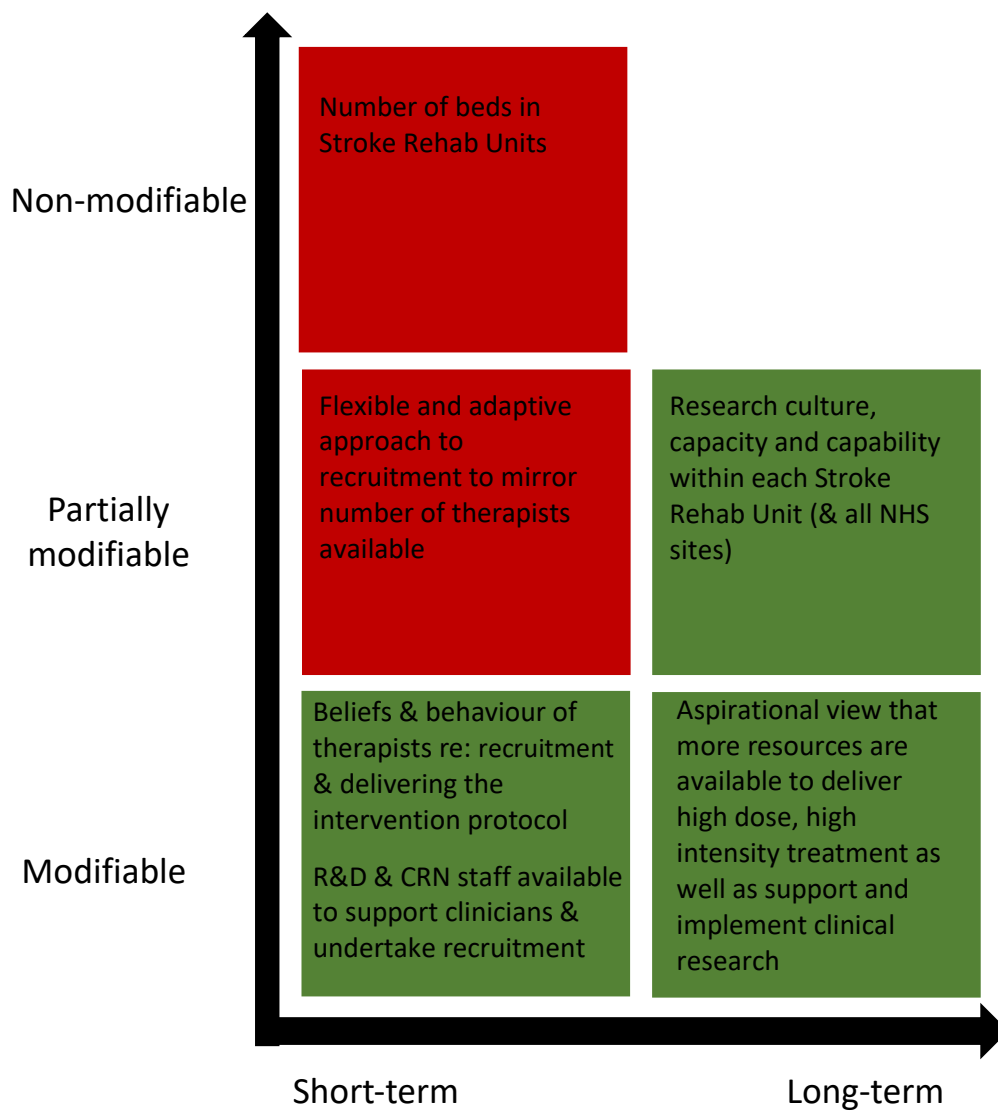 Non-modifiable
Number of beds in
Stroke Rehab Units
Partially
modifiable
Flexible and adaptive
approach to
recruitment to mirror
number of therapists
available
Research culture,
capacity and capability
within each Stroke
Rehab Unit (& all NHS
sites)
Modifiable
Beliefs & behaviour of
therapists re: recruitment
& delivering the
intervention protocol
R&D & CRN staff available
to support clinicians &
undertake recruitment
Aspirational view that
more resources are
available to deliver
high dose, high
intensity treatment as
well as support and
implement clinical
research
Short-term
Long-term